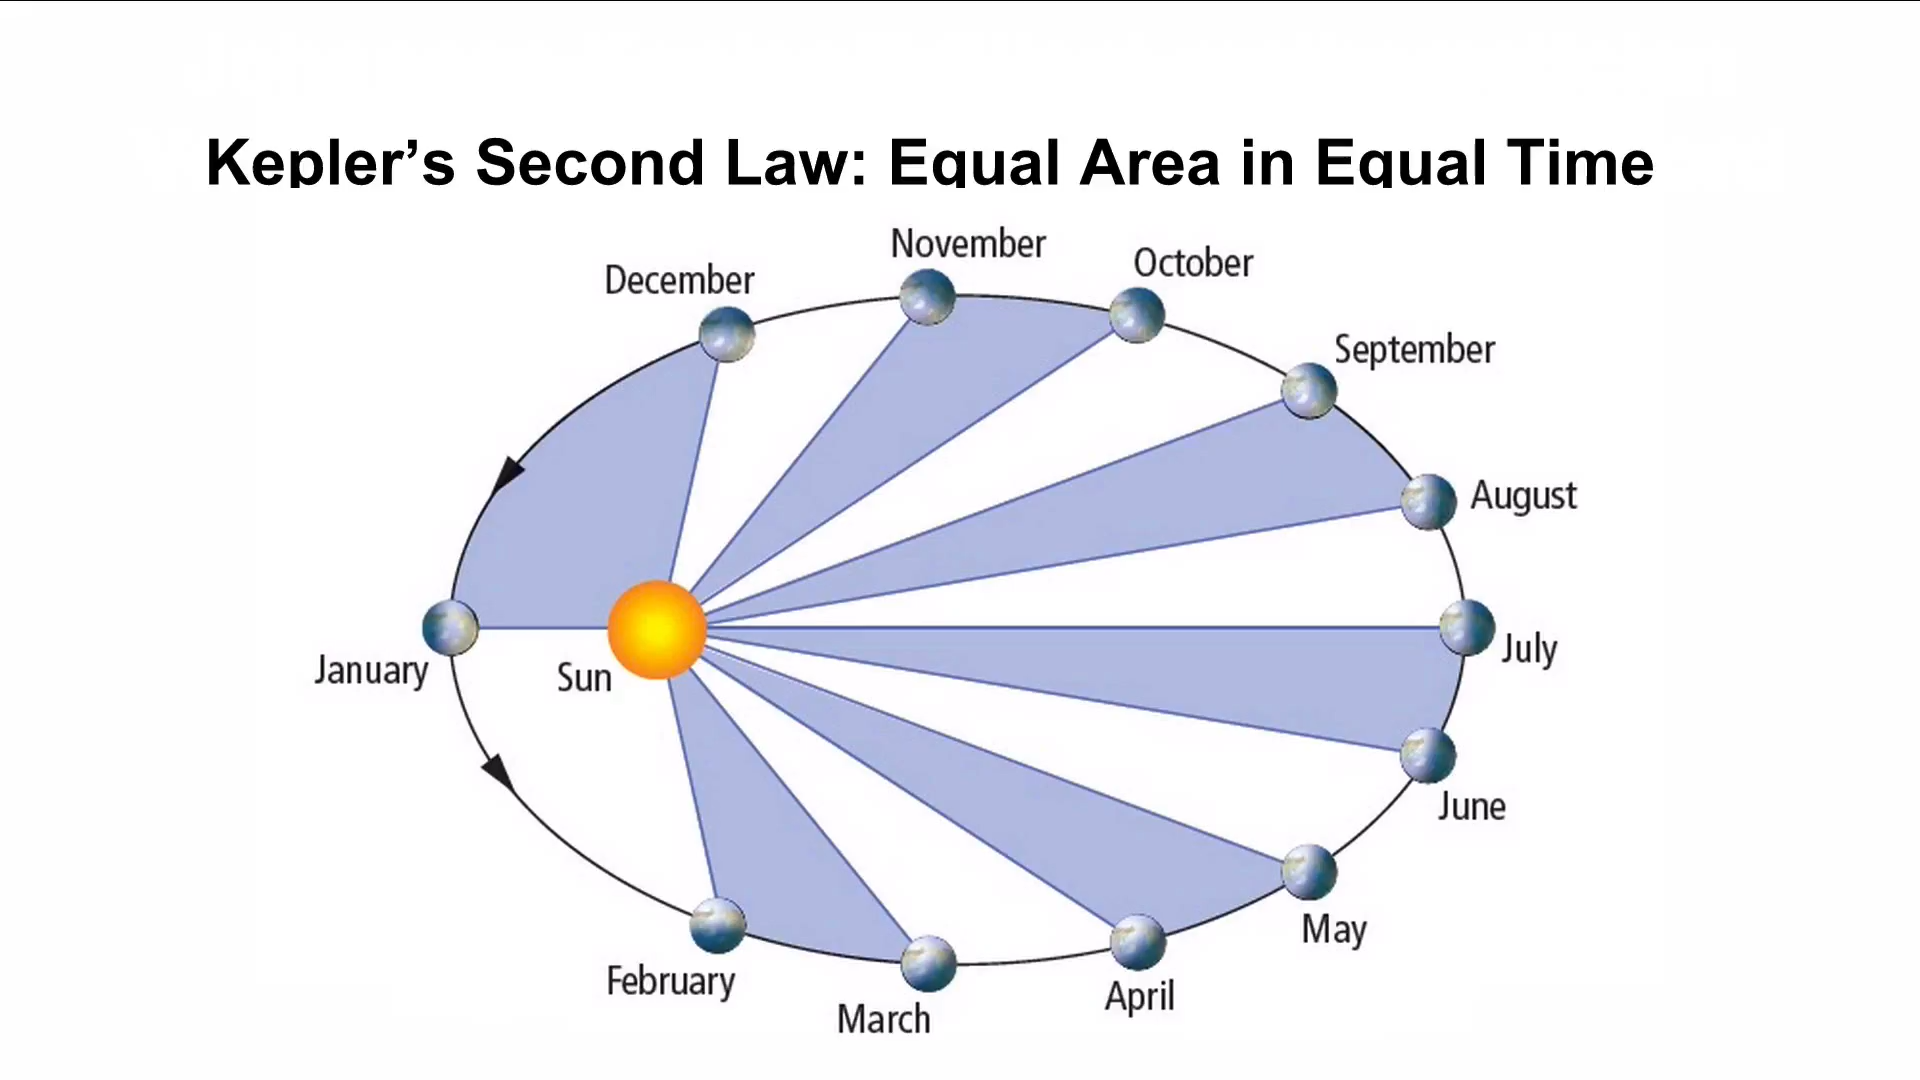 Kepler’s Second Law: Equal Area in Equal Time
November
October
December
September
August
July
January
Sun
June
May
February
April
March